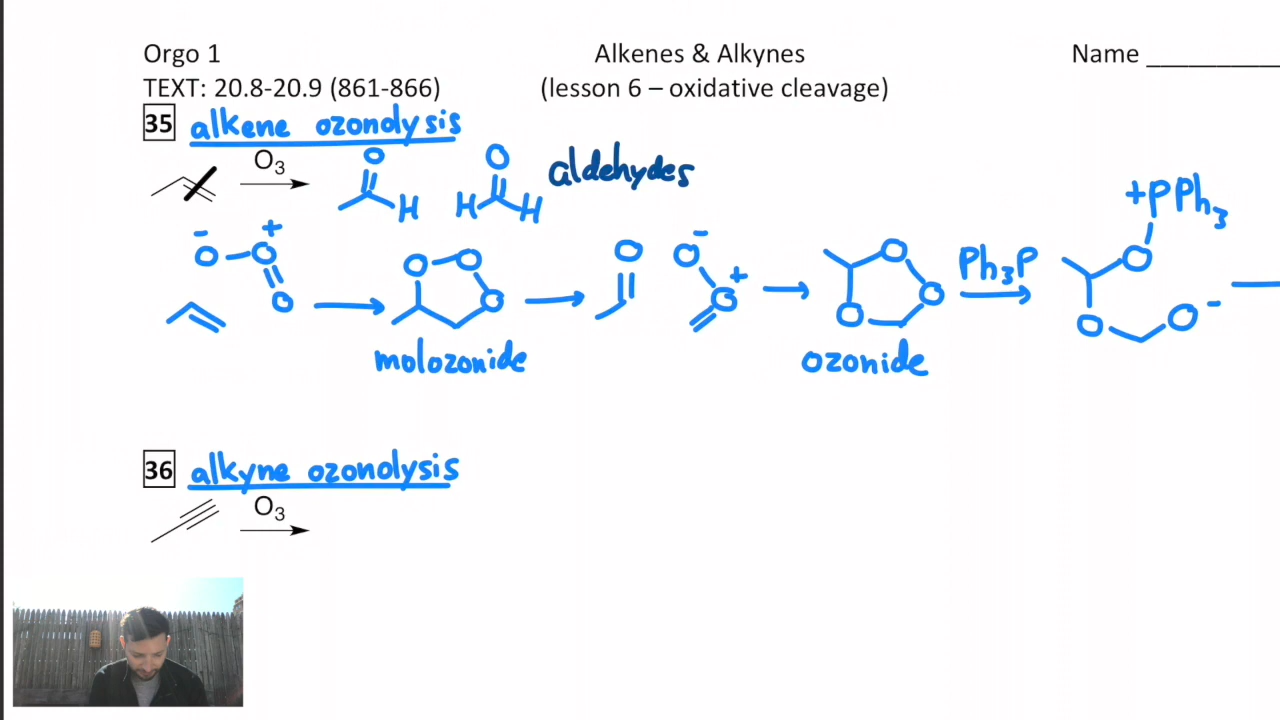 Orgo 1
Alkenes & Alkynes
Name __________
TEXT: 20.8-20.9 (861-866)
(lesson 6 – oxidative cleavage)
35 alkene ozonolysis
O₃
O O aldehydes
H H H
+PPh₃
- + - +
O O O O O O O O O O Ph₃P O
O O O O O O O O -
molozonide ozonide
36 alkyne ozonolysis
O₃